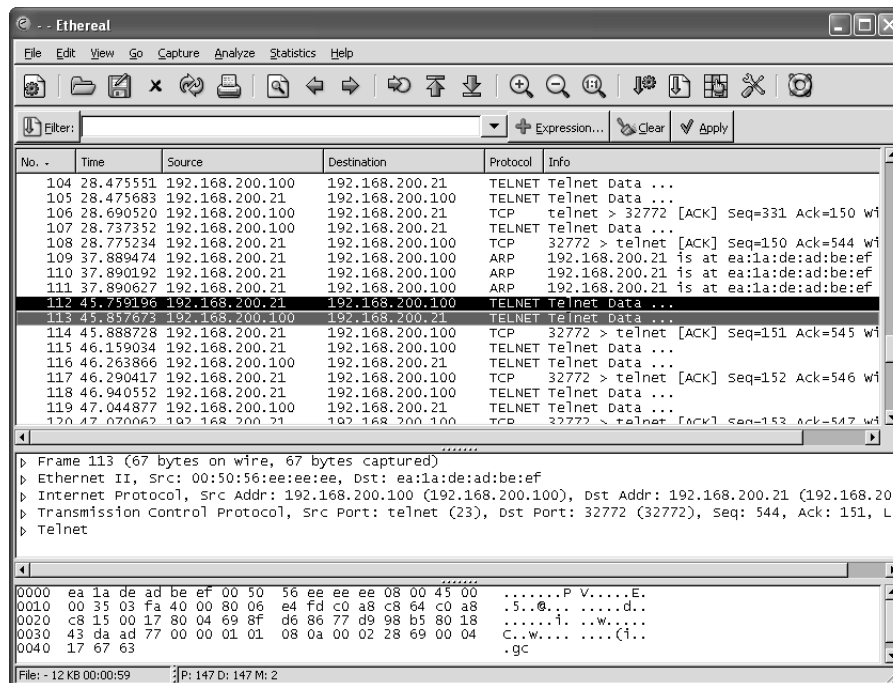 - - Ethereal
File Edit View Go Capture Analyze Statistics Help
Filter: Expression... Clear Apply
No. - Time Source Destination Protocol Info
104 28.475551 192.168.200.100 192.168.200.21 TELNET Telnet Data ...
105 28.475683 192.168.200.21 192.168.200.100 TELNET Telnet Data ...
106 28.690520 192.168.200.100 192.168.200.21 TCP telnet > 32772 [ACK] Seq=331 Ack=150 Wi
107 28.737352 192.168.200.100 192.168.200.21 TELNET Telnet Data ...
108 28.775234 192.168.200.21 192.168.200.100 TCP 32772 > telnet [ACK] Seq=150 Ack=544 Wi
109 37.889474 192.168.200.21 192.168.200.100 ARP 192.168.200.21 is at ea:1a:de:ad:be:ef
110 37.890192 192.168.200.21 192.168.200.100 ARP 192.168.200.21 is at ea:1a:de:ad:be:ef
111 37.890627 192.168.200.21 192.168.200.100 ARP 192.168.200.21 is at ea:1a:de:ad:be:ef
112 45.759196 192.168.200.21 192.168.200.100 TELNET Telnet Data ...
113 45.857673 192.168.200.100 192.168.200.21 TELNET Telnet Data ...
114 45.888728 192.168.200.21 192.168.200.100 TCP 32772 > telnet [ACK] Seq=151 Ack=545 Wi
115 46.159034 192.168.200.21 192.168.200.100 TELNET Telnet Data ...
116 46.263866 192.168.200.100 192.168.200.21 TELNET Telnet Data ...
117 46.290417 192.168.200.21 192.168.200.100 TCP 32772 > telnet [ACK] Seq=152 Ack=546 Wi
118 46.940552 192.168.200.21 192.168.200.100 TELNET Telnet Data ...
119 47.044877 192.168.200.100 192.168.200.21 TELNET Telnet Data ...
120 47.070062 192.168.200.21 192.168.200.100 TCP 32772 > telnet [ACK] Seq=153 Ack=547 Wi
Frame 113 (67 bytes on wire, 67 bytes captured)
Ethernet II, Src: 00:50:56:ee:ee:ee, Dst: ea:1a:de:ad:be:ef
Internet Protocol, Src Addr: 192.168.200.100 (192.168.200.100), Dst Addr: 192.168.200.21 (192.168.20
Transmission Control Protocol, Src Port: telnet (23), Dst Port: 32772 (32772), Seq: 544, Ack: 151, L
Telnet
0000 ea 1a de ad be ef 00 50 56 ee ee ee 08 00 45 00 .......P V.....E.
0010 00 35 03 fa 40 00 80 06 e4 fd c0 a8 c8 64 c0 a8 .5..@... .....d..
0020 c8 15 00 17 80 04 69 8f d6 86 77 d9 98 b5 80 18 ......i. ..w.....
0030 43 da ad 77 00 00 01 01 08 0a 00 02 28 69 00 04 C..w.... ....(i..
0040 17 67 63 .gc
File: - 12 KB 00:00:59 P: 147 D: 147 M: 2